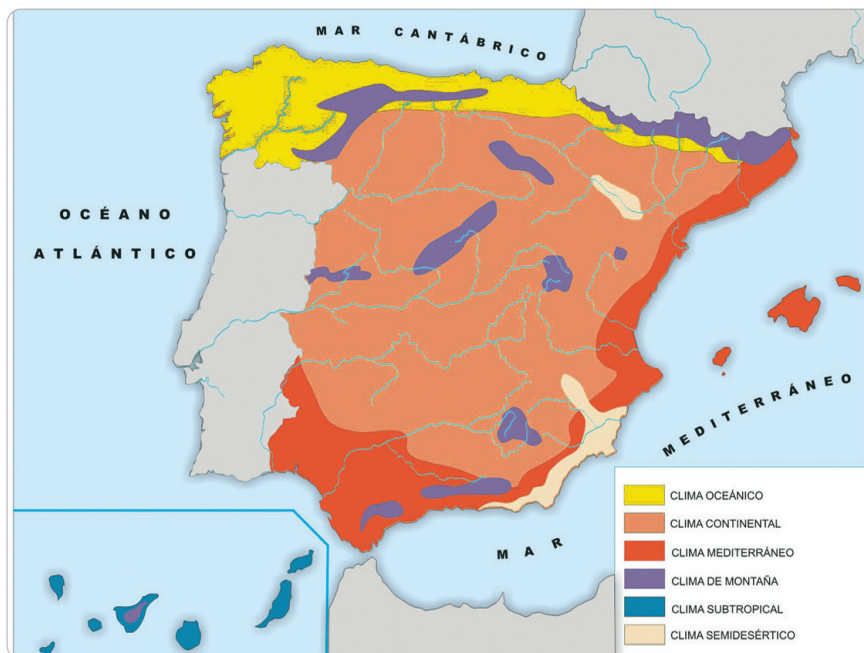 MAR CANTÁBRICO
OCÉANO
ATLÁNTICO
MEDITERRÁNEO
MAR
CLIMA OCEÁNICO
CLIMA CONTINENTAL
CLIMA MEDITERRÁNEO
CLIMA DE MONTAÑA
CLIMA SUBTROPICAL
CLIMA SEMIDESÉRTICO